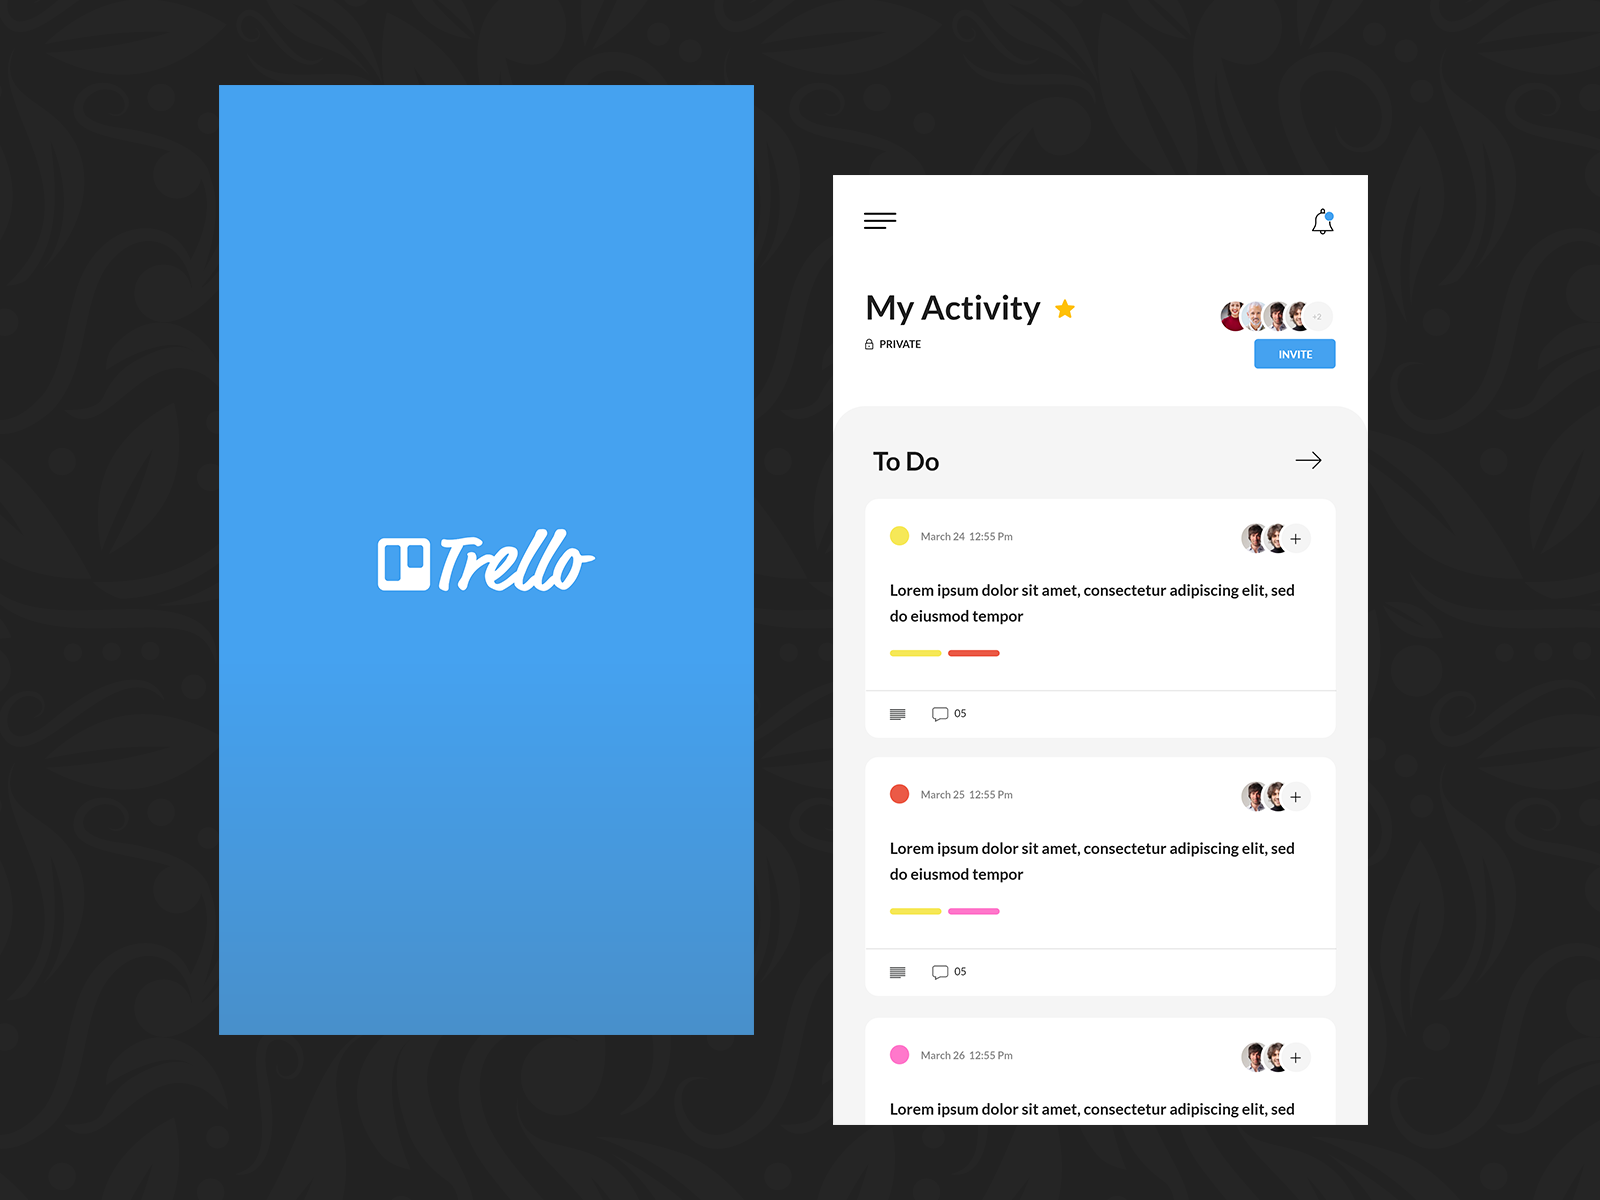 Trello
My Activity
+2
PRIVATE
INVITE
To Do
March 24 12:55 Pm
Lorem ipsum dolor sit amet, consectetur adipiscing elit, sed
do eiusmod tempor
05
March 25 12:55 Pm
Lorem ipsum dolor sit amet, consectetur adipiscing elit, sed
do eiusmod tempor
05
March 26 12:55 Pm
Lorem ipsum dolor sit amet, consectetur adipiscing elit, sed